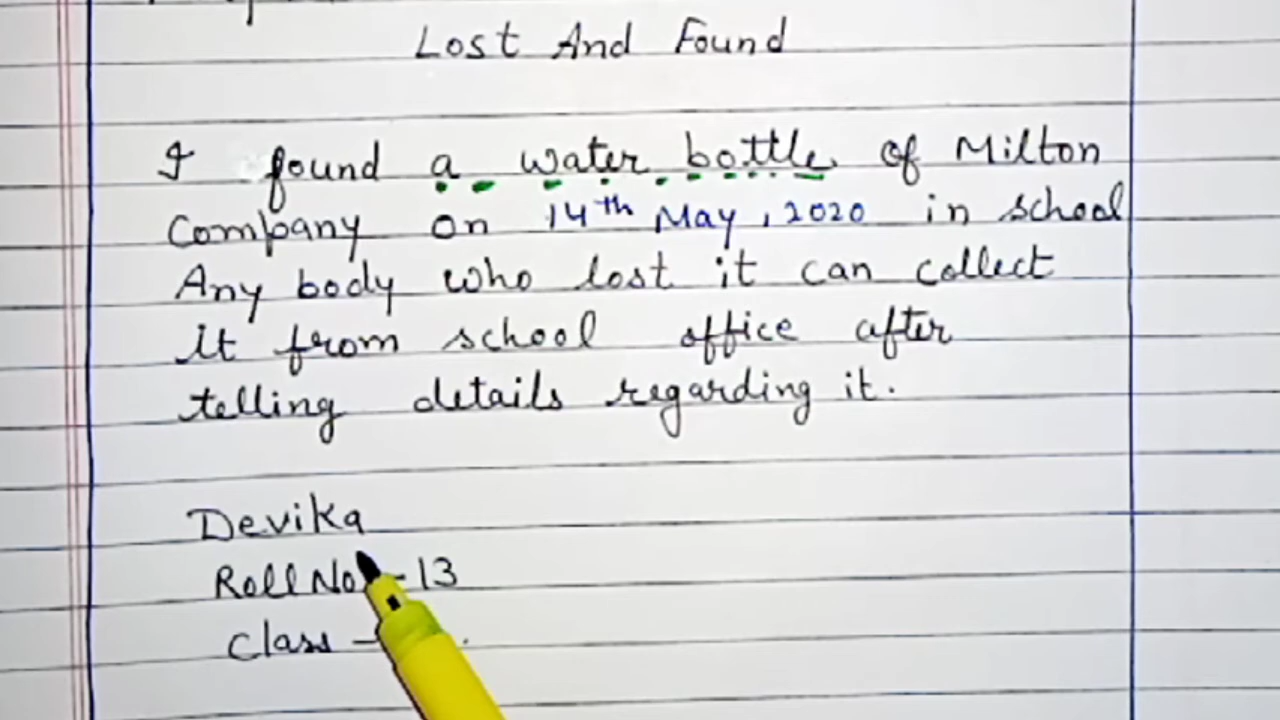 Lost And Found
I found a water bottle of Milton
Company on 14th May, 2020 in school
Any body who lost it can collect
it from school office after
telling details regarding it.
Devika
Roll No - 13
Class -